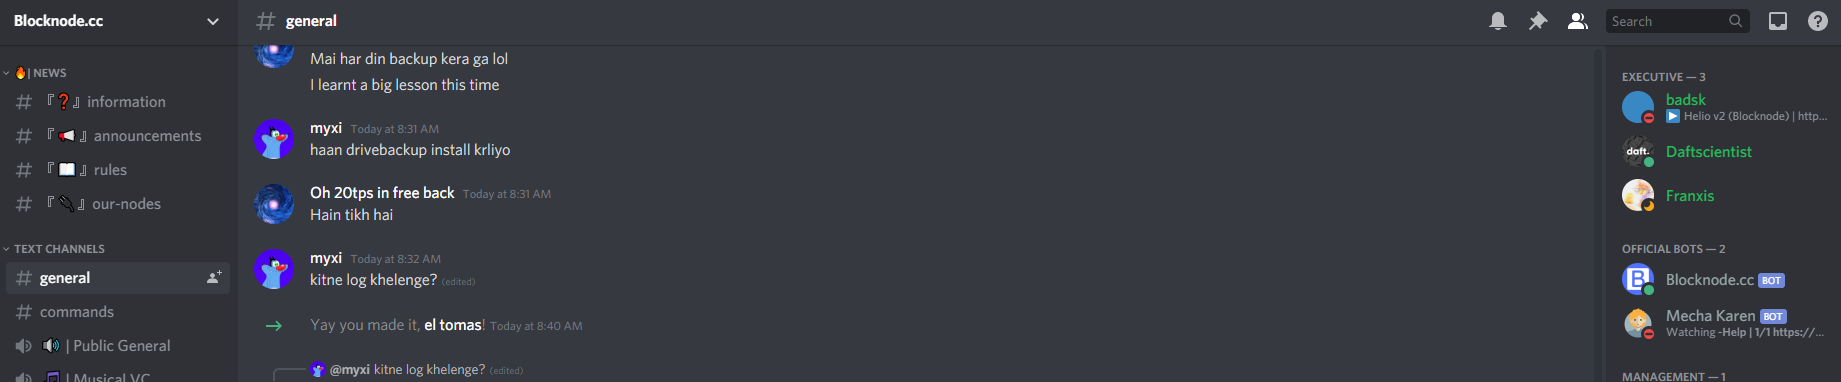 Blocknode.cc
# general
Search
🔥| NEWS
# 『❓』information
# 『📢』announcements
# 『📖』rules
# 『🔌』our-nodes
TEXT CHANNELS
# general
# commands
🔊 | Public General
🎵 | Musical VC
Mai har din backup kera ga lol
I learnt a big lesson this time
myxi Today at 8:31 AM
haan drivebackup install krliyo
Oh 20tps in free back Today at 8:31 AM
Hain tikh hai
myxi Today at 8:32 AM
kitne log khelenge? (edited)
Yay you made it, el tomas! Today at 8:40 AM
@myxi kitne log khelenge? (edited)
EXECUTIVE — 3
badsk
Helio v2 (Blocknode) | http...
daft.
Daftscientist
Franxis
OFFICIAL BOTS — 2
B
Blocknode.cc BOT
Mecha Karen BOT
Watching -Help | 1/1 https://...
MANAGEMENT — 1